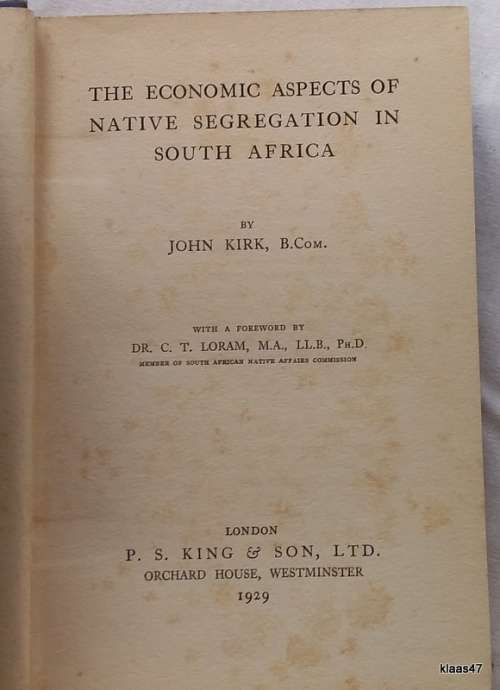 THE ECONOMIC ASPECTS OF
NATIVE SEGREGATION IN
SOUTH AFRICA
BY
JOHN KIRK, B.COM.
WITH A FOREWORD BY
DR. C. T. LORAM, M.A., LL.B., PH.D
MEMBER OF SOUTH AFRICAN NATIVE AFFAIRS COMMISSION
LONDON
P. S. KING & SON, LTD.
ORCHARD HOUSE, WESTMINSTER
1929
klaas47